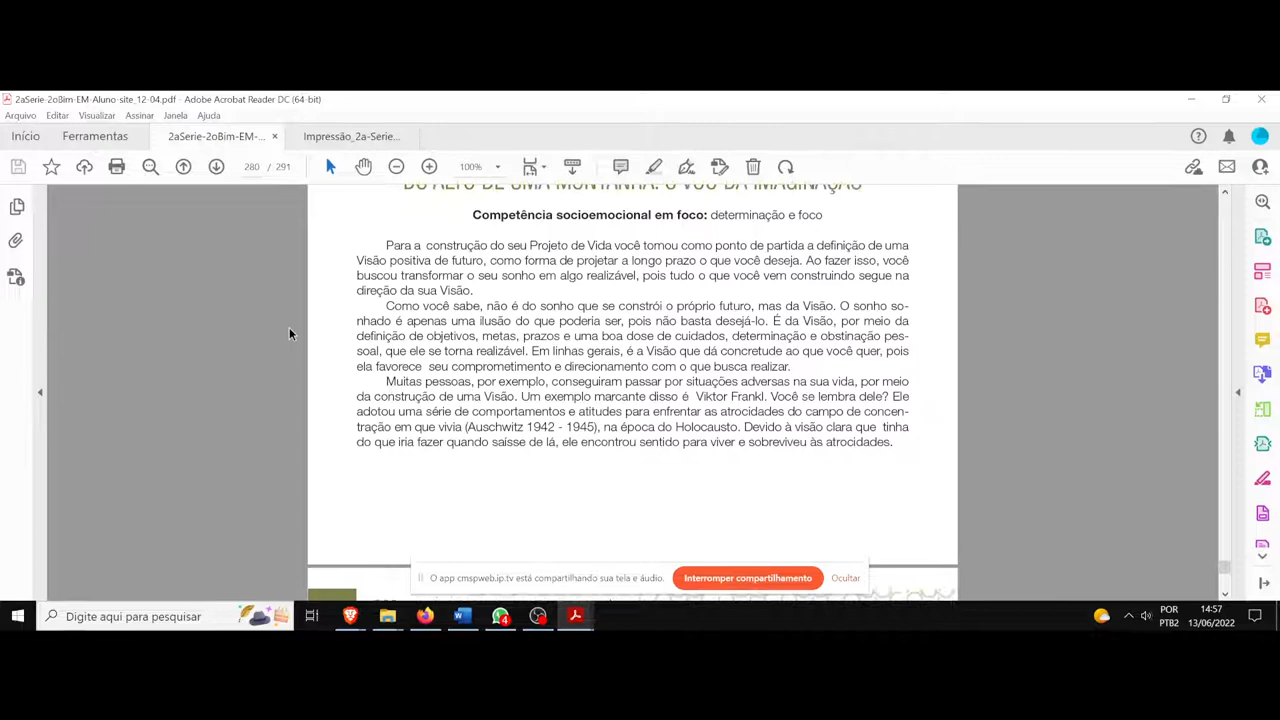 2aSerie-2oBim-EM-Aluno-site_12-04.pdf - Adobe Acrobat Reader DC (64-bit)
Arquivo Editar Visualizar Assinar Janela Ajuda
Início Ferramentas 2aSerie-2oBim-EM-... × Impressão_2a-Serie...
280 / 291 100%
DO ALTO DE UMA MONTANHA: O VOO DA IMAGINAÇÃO
Competência socioemocional em foco: determinação e foco
Para a construção do seu Projeto de Vida você tomou como ponto de partida a definição de uma
Visão positiva de futuro, como forma de projetar a longo prazo o que você deseja. Ao fazer isso, você
buscou transformar o seu sonho em algo realizável, pois tudo o que você vem construindo segue na
direção da sua Visão.
Como você sabe, não é do sonho que se constrói o próprio futuro, mas da Visão. O sonho so-
nhado é apenas uma ilusão do que poderia ser, pois não basta desejá-lo. É da Visão, por meio da
definição de objetivos, metas, prazos e uma boa dose de cuidados, determinação e obstinação pes-
soal, que ele se torna realizável. Em linhas gerais, é a Visão que dá concretude ao que você quer, pois
ela favorece seu comprometimento e direcionamento com o que busca realizar.
Muitas pessoas, por exemplo, conseguiram passar por situações adversas na sua vida, por meio
da construção de uma Visão. Um exemplo marcante disso é Viktor Frankl. Você se lembra dele? Ele
adotou uma série de comportamentos e atitudes para enfrentar as atrocidades do campo de concen-
tração em que vivia (Auschwitz 1942 - 1945), na época do Holocausto. Devido à visão clara que tinha
do que iria fazer quando saísse de lá, ele encontrou sentido para viver e sobreviveu às atrocidades.
O app cmspweb.ip.tv está compartilhando sua tela e áudio. Interromper compartilhamento Ocultar
Digite aqui para pesquisar 4 POR 14:57
PTB2 13/06/2022